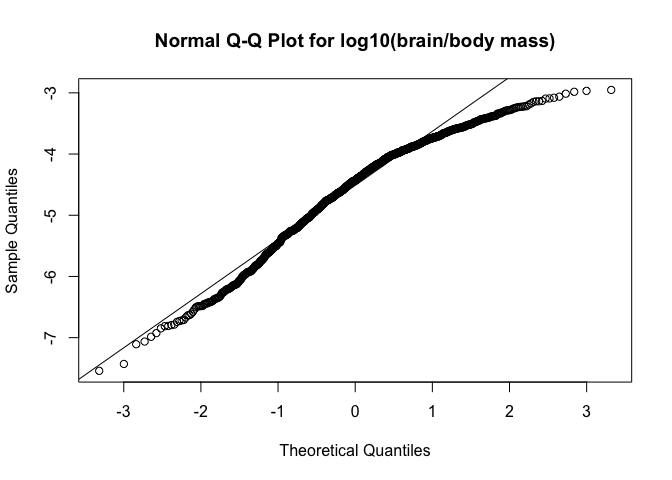 Normal Q-Q Plot for log10(brain/body mass)
-3
-4
-5
-6
-7
Sample Quantiles
-3 -2 -1 0 1 2 3
Theoretical Quantiles